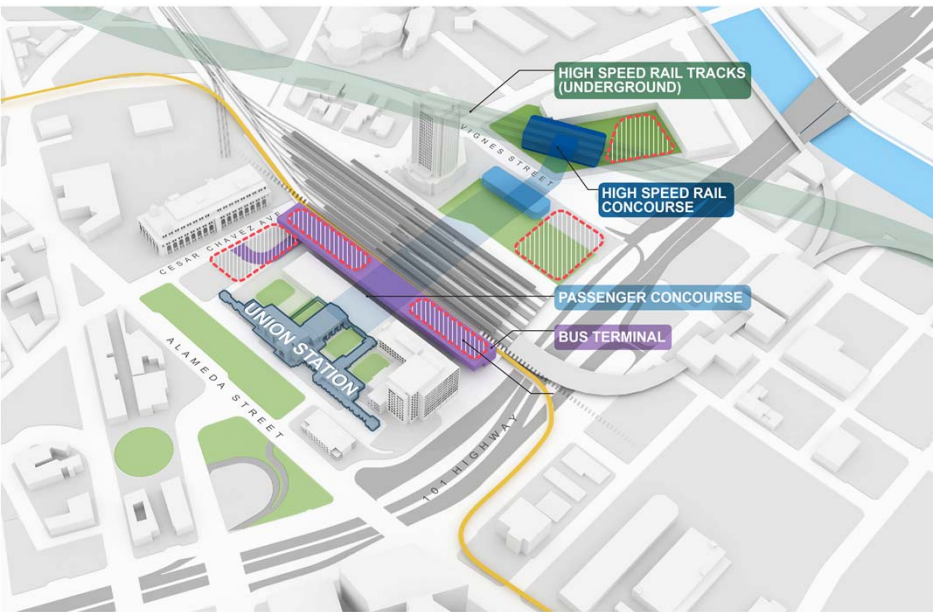 HIGH SPEED RAIL TRACKS
(UNDERGROUND)
VIGNES STREET
HIGH SPEED RAIL
CONCOURSE
CESAR CHAVEZ AVE
PASSENGER CONCOURSE
UNION STATION
BUS TERMINAL
ALAMEDA STREET
101 HIGHWAY